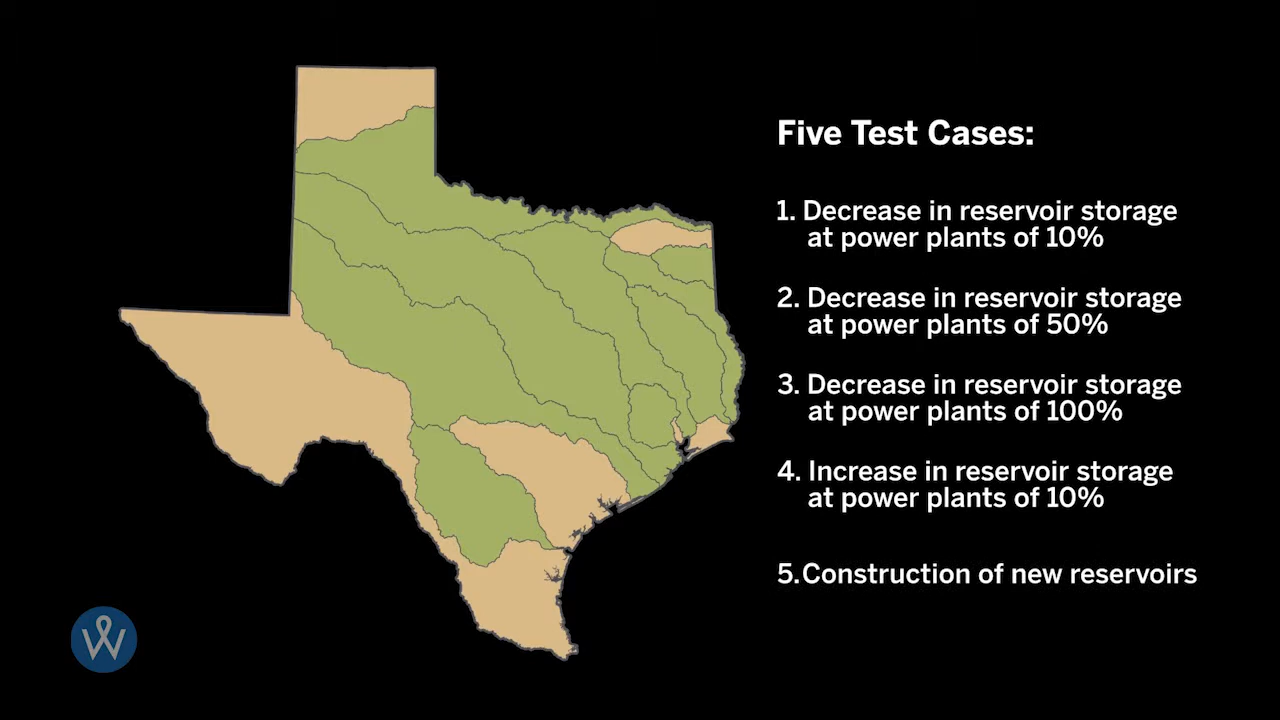 Five Test Cases:
1. Decrease in reservoir storage
at power plants of 10%
2. Decrease in reservoir storage
at power plants of 50%
3. Decrease in reservoir storage
at power plants of 100%
4. Increase in reservoir storage
at power plants of 10%
5.Construction of new reservoirs
W